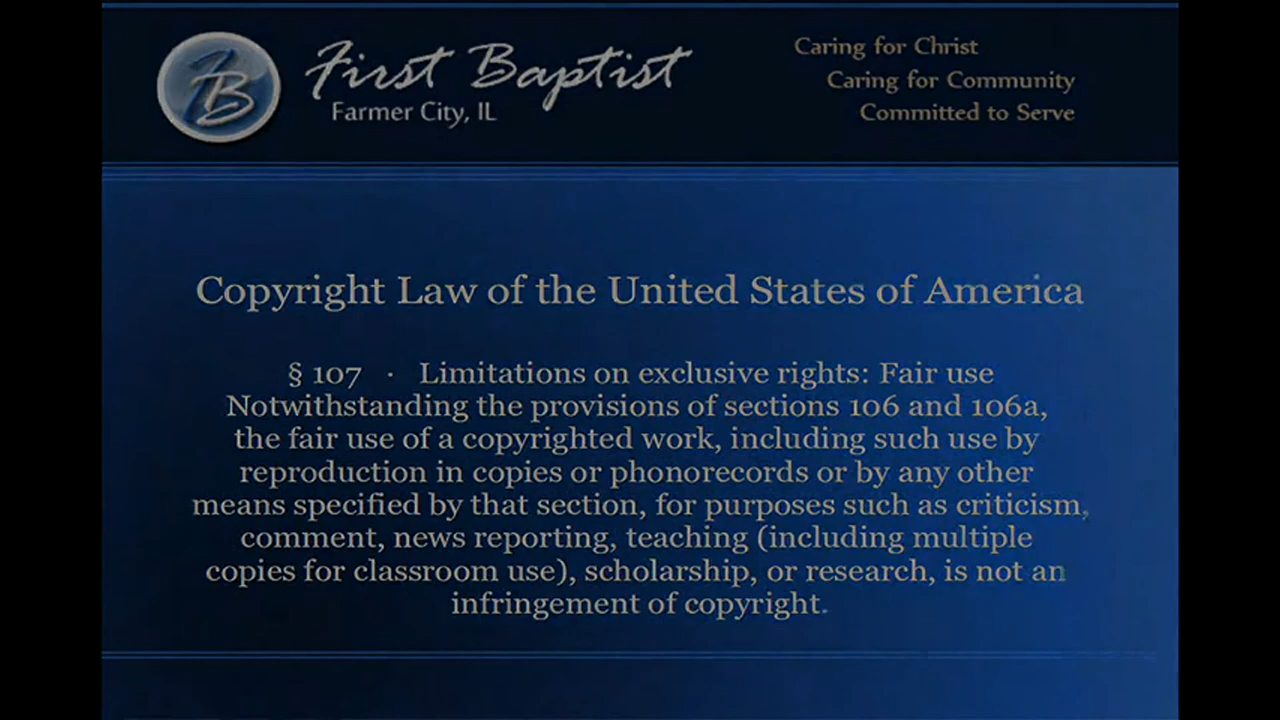 First Baptist
Farmer City, IL
Caring for Christ
Caring for Community
Committed to Serve
Copyright Law of the United States of America
§ 107 · Limitations on exclusive rights: Fair use
Notwithstanding the provisions of sections 106 and 106a,
the fair use of a copyrighted work, including such use by
reproduction in copies or phonorecords or by any other
means specified by that section, for purposes such as criticism,
comment, news reporting, teaching (including multiple
copies for classroom use), scholarship, or research, is not an
infringement of copyright.